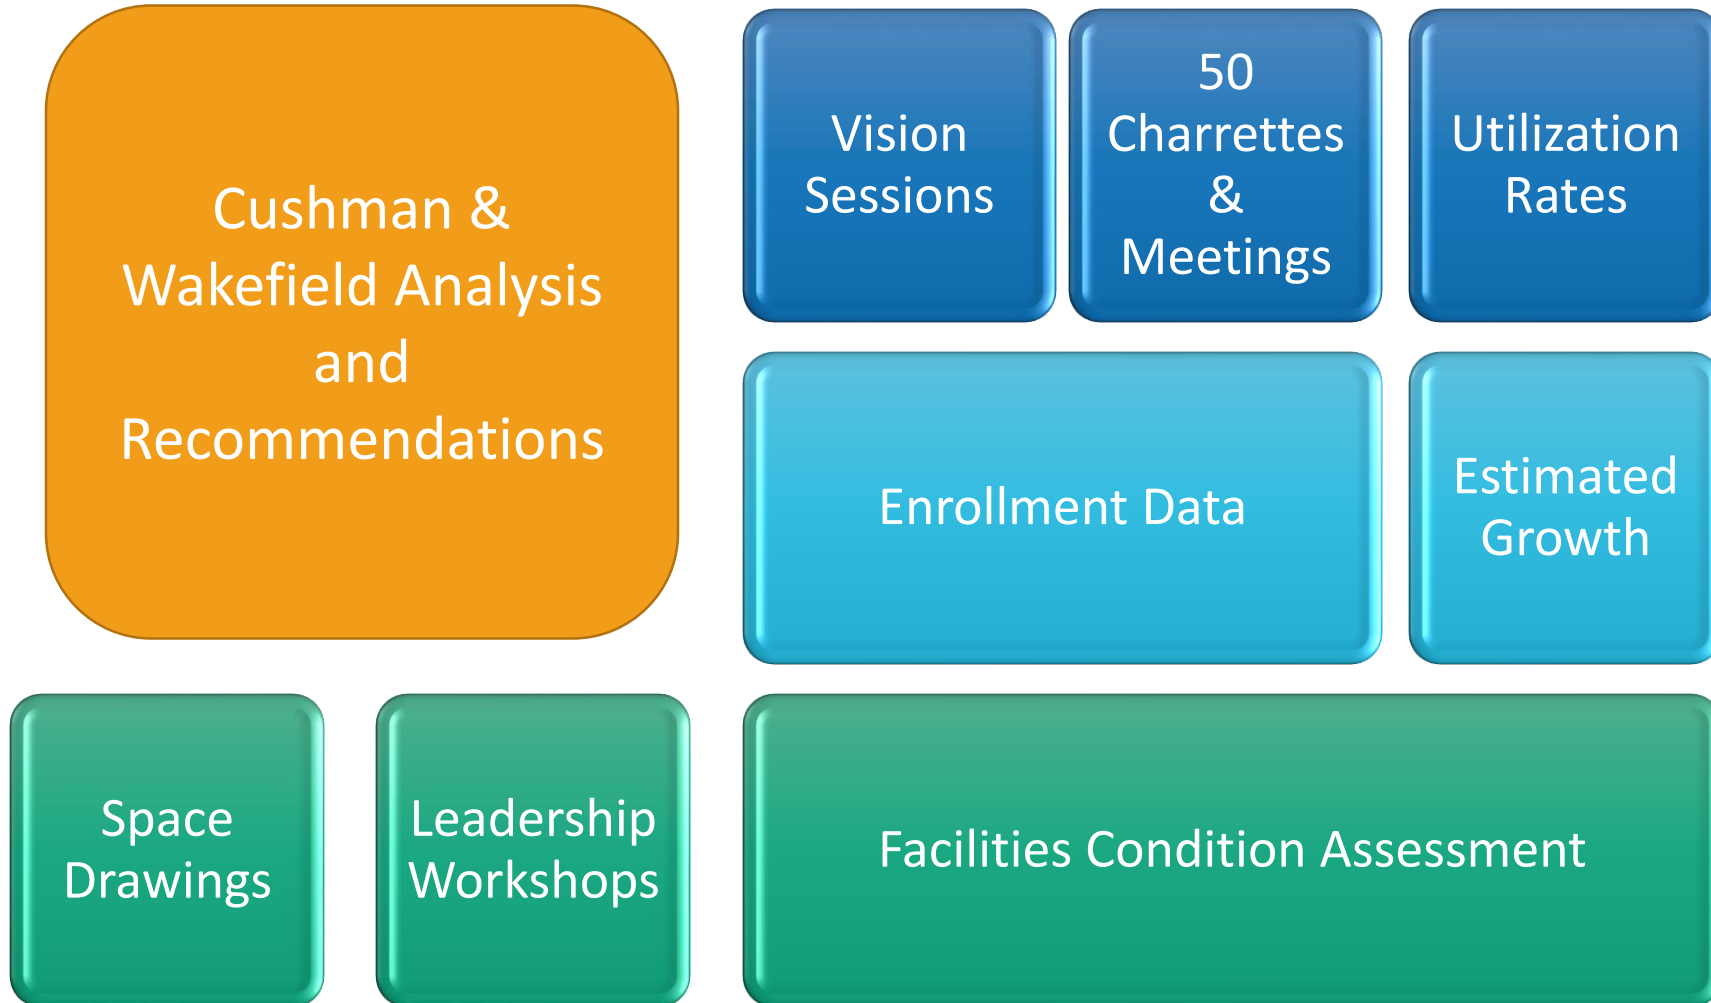 Cushman &
Wakefield Analysis
and
Recommendations
Vision
Sessions
50
Charrettes
&
Meetings
Utilization
Rates
Enrollment Data
Estimated
Growth
Space
Drawings
Leadership
Workshops
Facilities Condition Assessment